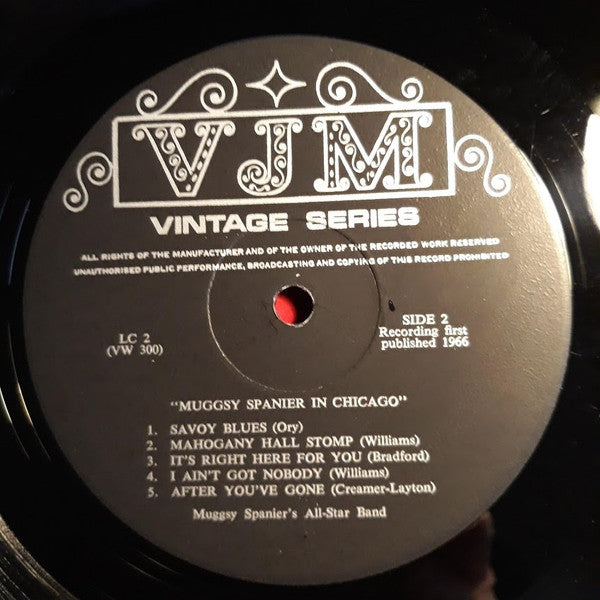 VJM
VINTAGE SERIES
ALL RIGHTS OF THE MANUFACTURER AND OF THE OWNER OF THE RECORDED WORK RESERVED
UNAUTHORISED PUBLIC PERFORMANCE, BROADCASTING AND COPYING OF THIS RECORD PROHIBITED
LC 2
(VW 300)
SIDE 2
Recording first
published 1966
"MUGGSY SPANIER IN CHICAGO"
1. SAVOY BLUES (Ory)
2. MAHOGANY HALL STOMP (Williams)
3. IT'S RIGHT HERE FOR YOU (Bradford)
4. I AIN'T GOT NOBODY (Williams)
5. AFTER YOU'VE GONE (Creamer-Layton)
Muggsy Spanier's All-Star Band